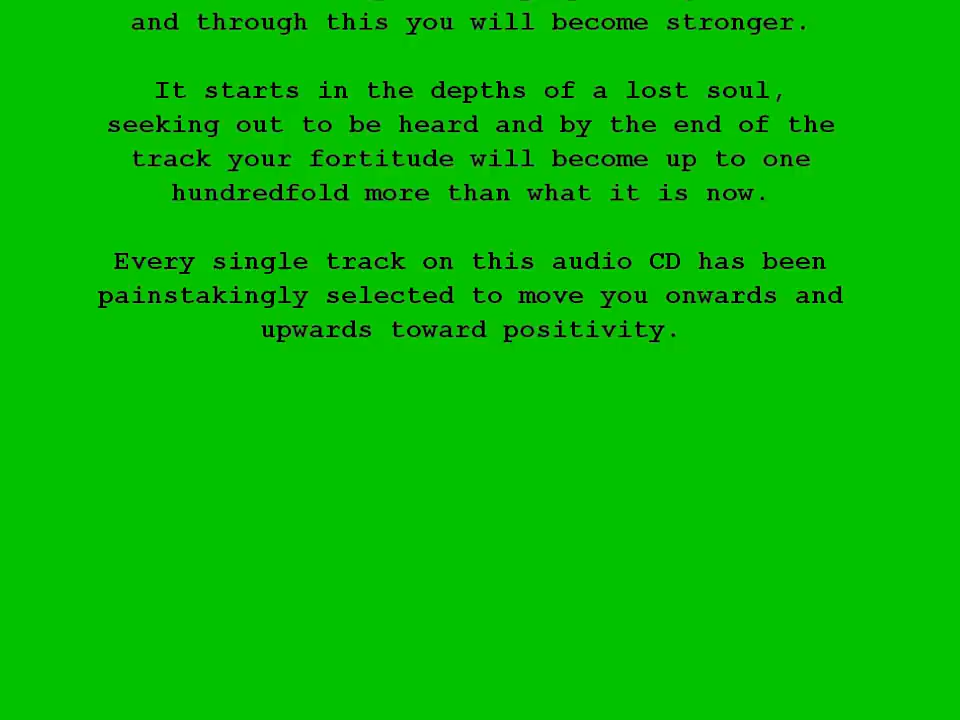 and through this you will become stronger.
It starts in the depths of a lost soul,
seeking out to be heard and by the end of the
track your fortitude will become up to one
hundredfold more than what it is now.
Every single track on this audio CD has been
painstakingly selected to move you onwards and
upwards toward positivity.